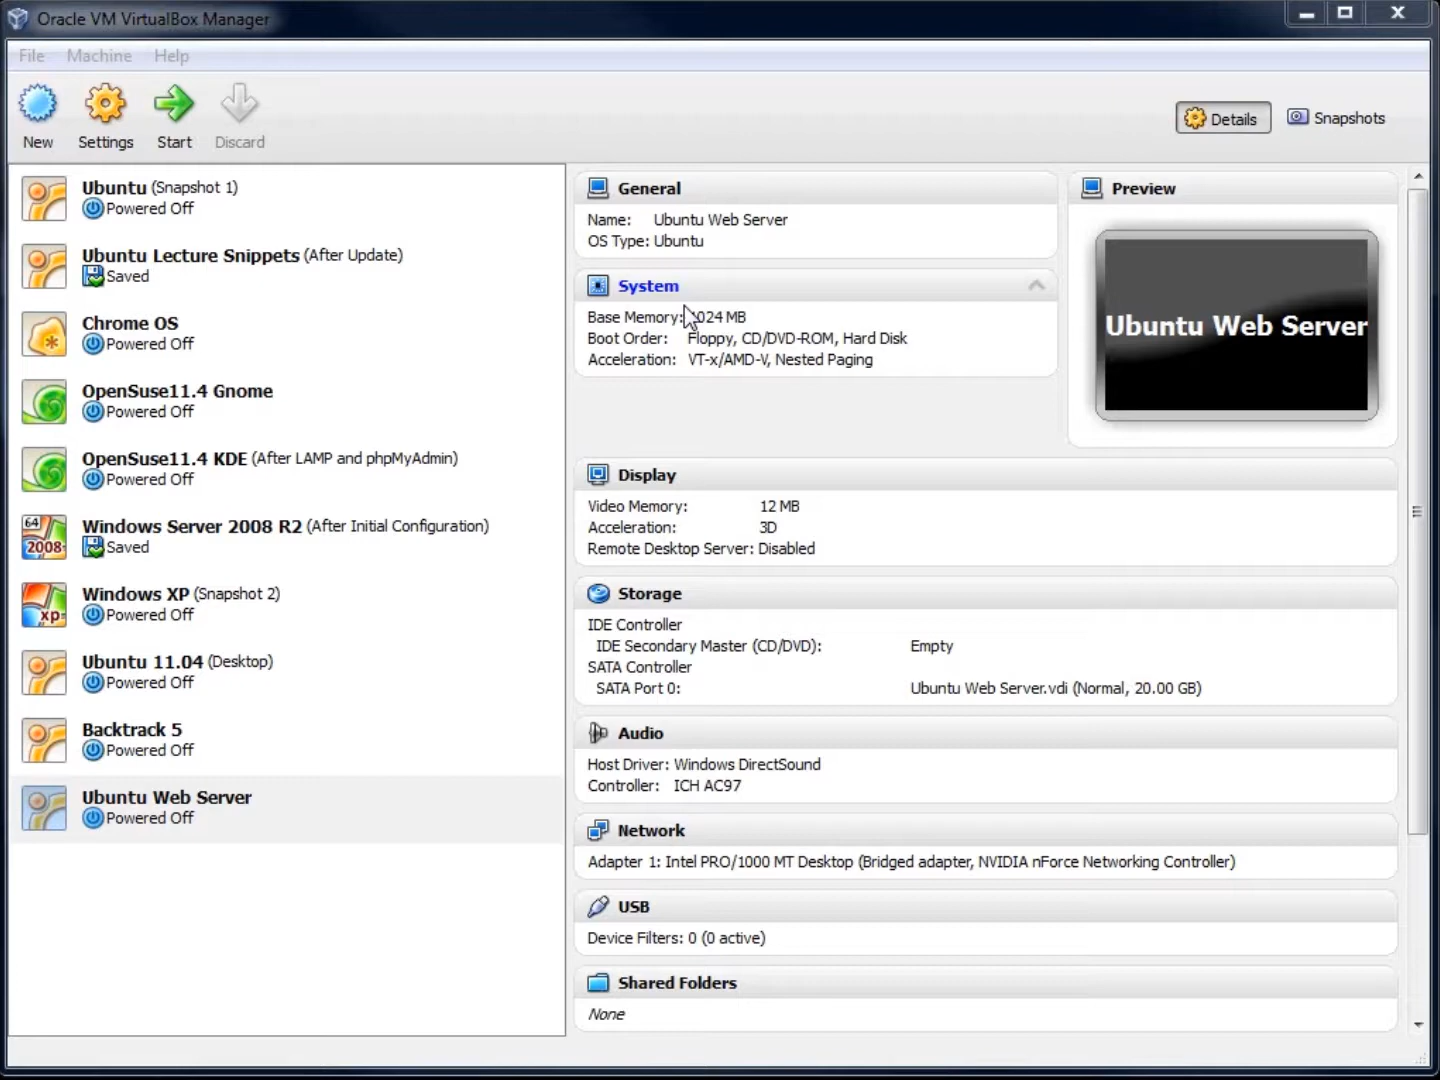 Oracle VM VirtualBox Manager
File Machine Help
New Settings Start Discard
Details Snapshots
Ubuntu (Snapshot 1)
Powered Off
Ubuntu Lecture Snippets (After Update)
Saved
Chrome OS
Powered Off
OpenSuse11.4 Gnome
Powered Off
OpenSuse11.4 KDE (After LAMP and phpMyAdmin)
Powered Off
64
2008
Windows Server 2008 R2 (After Initial Configuration)
Saved
xp
Windows XP (Snapshot 2)
Powered Off
Ubuntu 11.04 (Desktop)
Powered Off
Backtrack 5
Powered Off
Ubuntu Web Server
Powered Off
General
Name: Ubuntu Web Server
OS Type: Ubuntu
System
Base Memory: 1024 MB
Boot Order: Floppy, CD/DVD-ROM, Hard Disk
Acceleration: VT-x/AMD-V, Nested Paging
Preview
Ubuntu Web Server
Display
Video Memory: 12 MB
Acceleration: 3D
Remote Desktop Server: Disabled
Storage
IDE Controller
IDE Secondary Master (CD/DVD): Empty
SATA Controller
SATA Port 0: Ubuntu Web Server.vdi (Normal, 20.00 GB)
Audio
Host Driver: Windows DirectSound
Controller: ICH AC97
Network
Adapter 1: Intel PRO/1000 MT Desktop (Bridged adapter, NVIDIA nForce Networking Controller)
USB
Device Filters: 0 (0 active)
Shared Folders
None